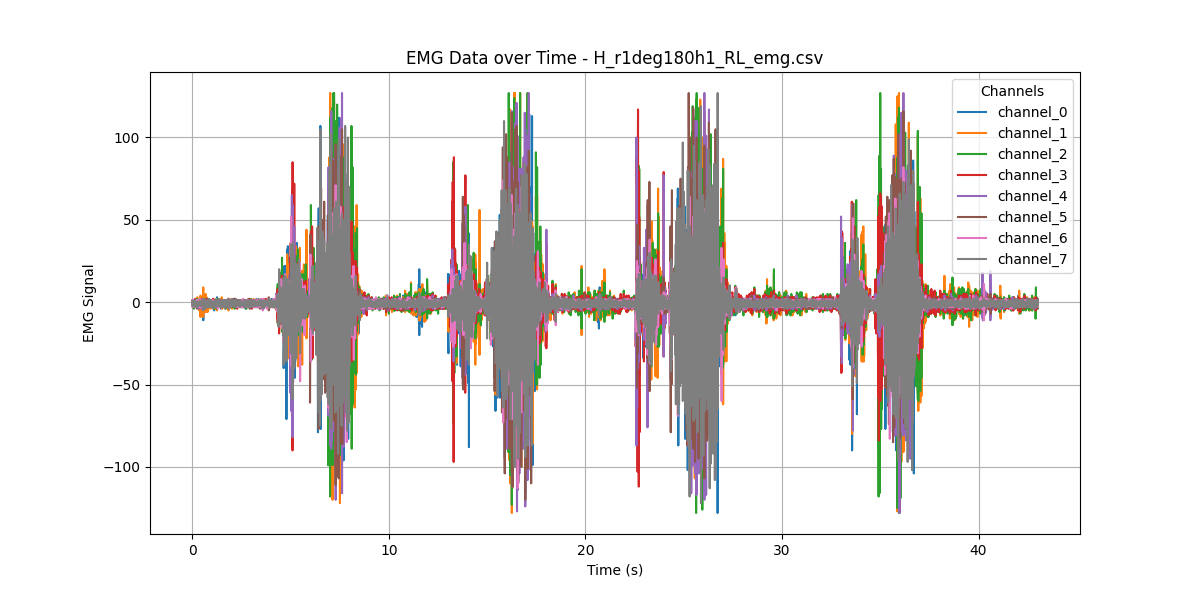 EMG Data over Time - H_r1deg180h1_RL_emg.csv
Channels
channel_0
channel_1
channel_2
channel_3
channel_4
channel_5
channel_6
channel_7
EMG Signal
100
50
0
−50
−100
0 10 20 30 40
Time (s)